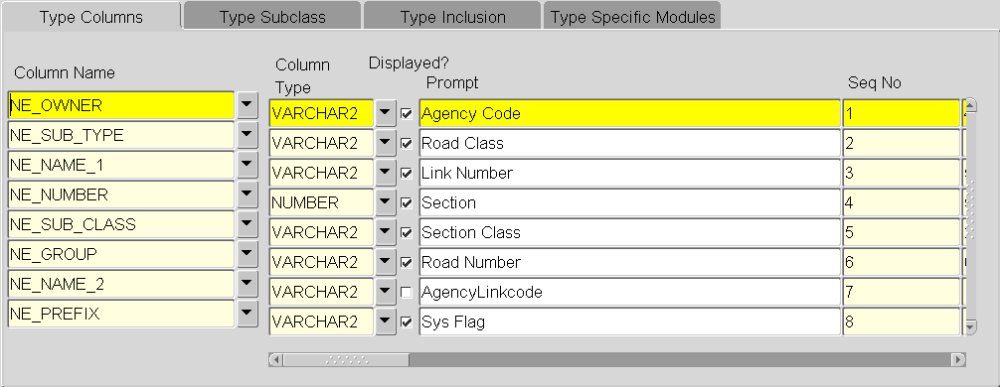 Type Columns Type Subclass Type Inclusion Type Specific Modules
Column Name Column Type Displayed? Prompt Seq No
NE_OWNER VARCHAR2 Agency Code 1
NE_SUB_TYPE VARCHAR2 Road Class 2
NE_NAME_1 VARCHAR2 Link Number 3
NE_NUMBER NUMBER Section 4
NE_SUB_CLASS VARCHAR2 Section Class 5
NE_GROUP VARCHAR2 Road Number 6
NE_NAME_2 VARCHAR2 AgencyLinkcode 7
NE_PREFIX VARCHAR2 Sys Flag 8